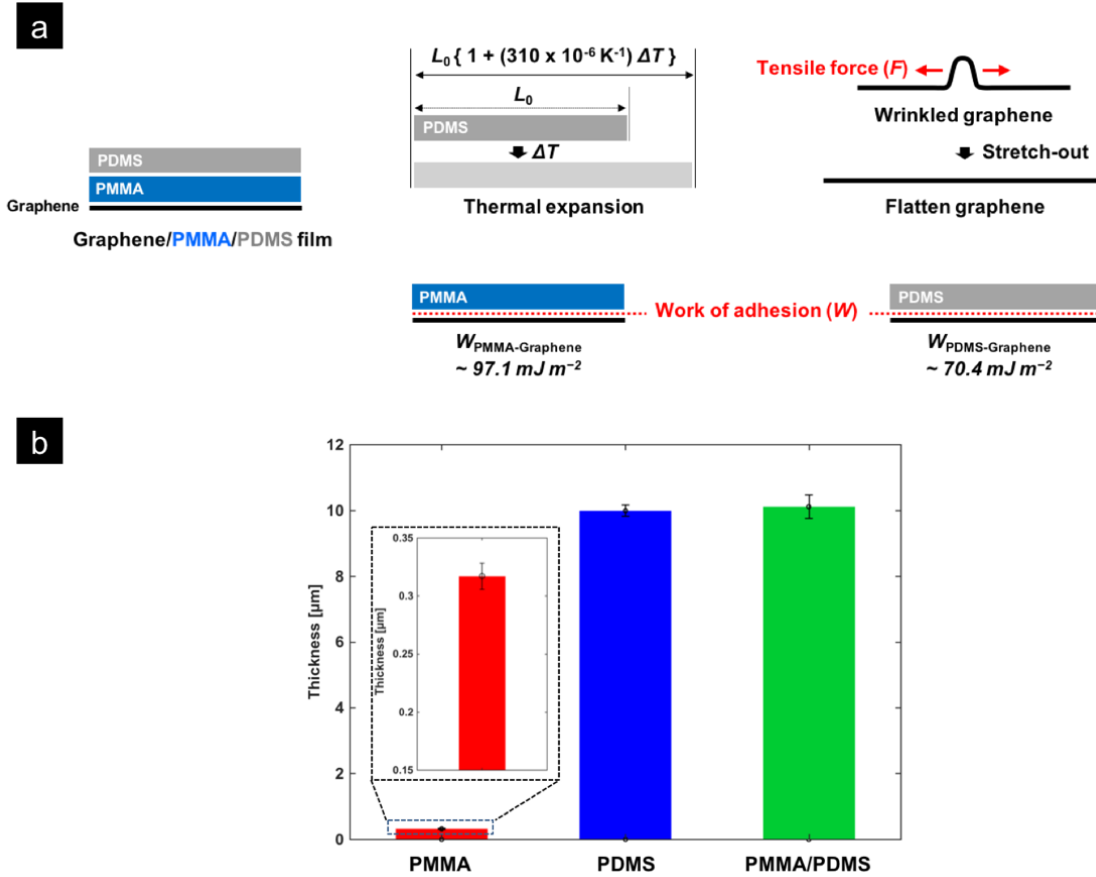 a
L₀ { 1 + (310 x 10⁻⁶ K⁻¹) ΔT }
L₀
PDMS
ΔT
Thermal expansion
Tensile force (F)
Wrinkled graphene
Stretch-out
Flatten graphene
PDMS
PMMA
Graphene
Graphene/PMMA/PDMS film
PMMA
Work of adhesion (W)
PDMS
W_PMMA-Graphene
~ 97.1 mJ m⁻²
W_PDMS-Graphene
~ 70.4 mJ m⁻²
b
Thickness [µm]
12
10
8
6
4
2
0
Thickness [µm]
0.35
0.3
0.25
0.2
0.15
PMMA
PDMS
PMMA/PDMS